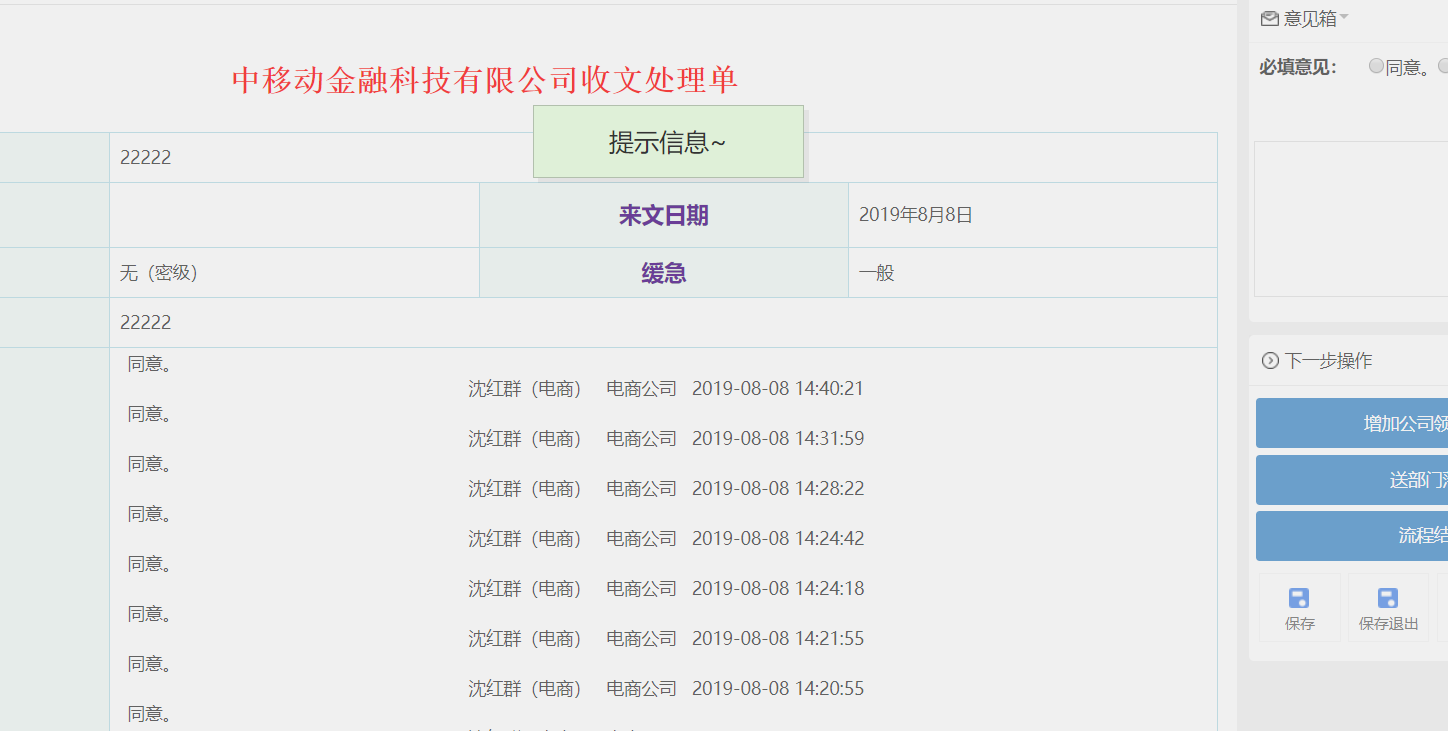 意见箱
必填意见： 同意。
中移动金融科技有限公司收文处理单
提示信息~
22222
来文日期 2019年8月8日
无（密级） 缓急 一般
22222
同意。
沈红群（电商） 电商公司 2019-08-08 14:40:21
同意。
沈红群（电商） 电商公司 2019-08-08 14:31:59
同意。
沈红群（电商） 电商公司 2019-08-08 14:28:22
同意。
沈红群（电商） 电商公司 2019-08-08 14:24:42
同意。
沈红群（电商） 电商公司 2019-08-08 14:24:18
同意。
沈红群（电商） 电商公司 2019-08-08 14:21:55
同意。
沈红群（电商） 电商公司 2019-08-08 14:20:55
同意。
下一步操作
增加公司领
送部门
流程结
保存 保存退出